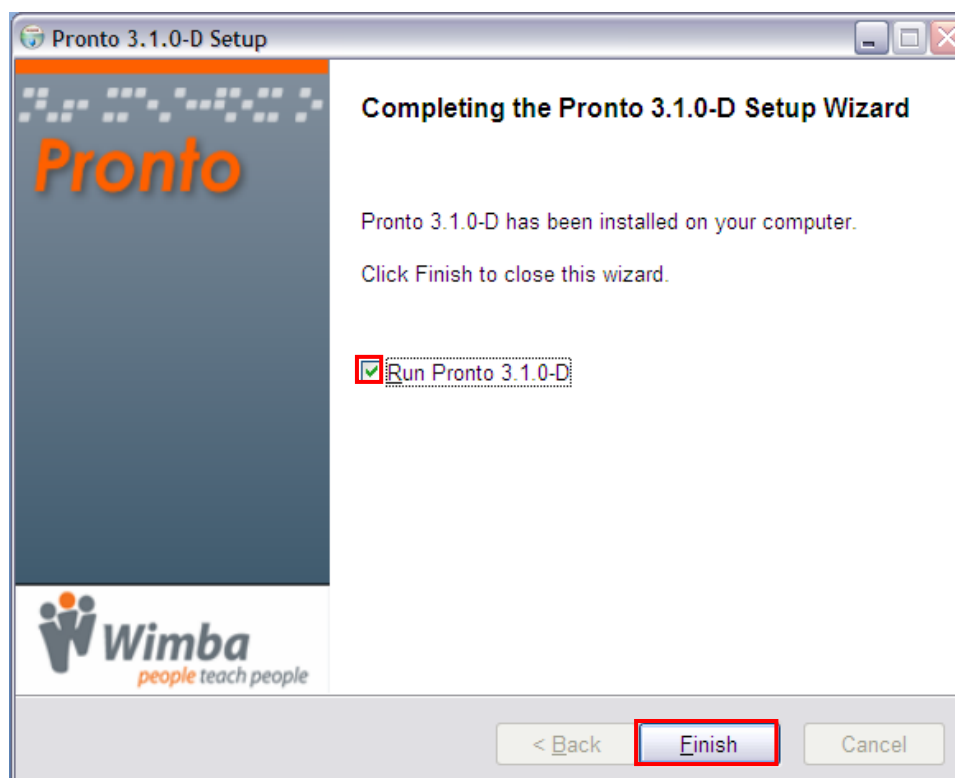 Pronto 3.1.0-D Setup
Pronto
Completing the Pronto 3.1.0-D Setup Wizard
Pronto 3.1.0-D has been installed on your computer.
Click Finish to close this wizard.
Run Pronto 3.1.0-D
Wimba
people teach people
< Back
Finish
Cancel